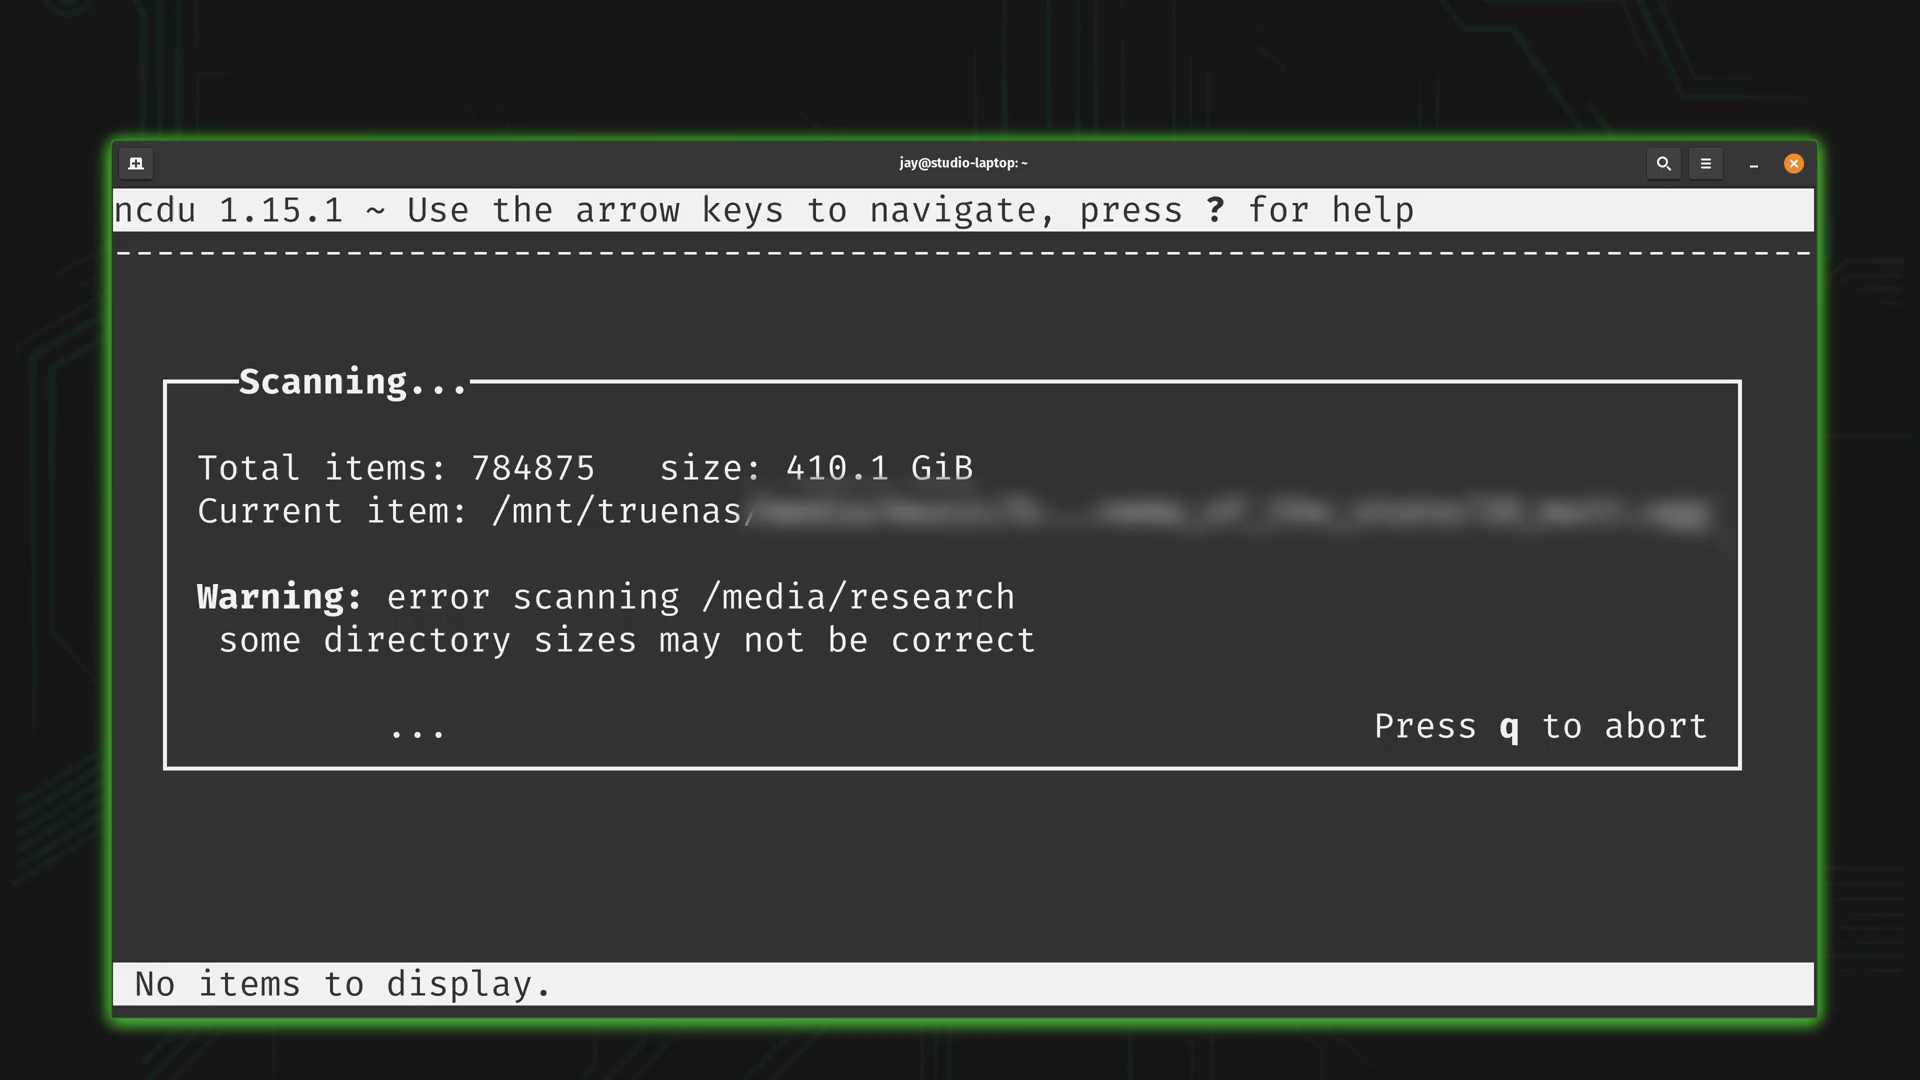 jay@studio-laptop: ~
ncdu 1.15.1 ~ Use the arrow keys to navigate, press ? for help
Scanning...
Total items: 784875 size: 410.1 GiB
Current item: /mnt/truenas/
Warning: error scanning /media/research
some directory sizes may not be correct
...
Press q to abort
No items to display.